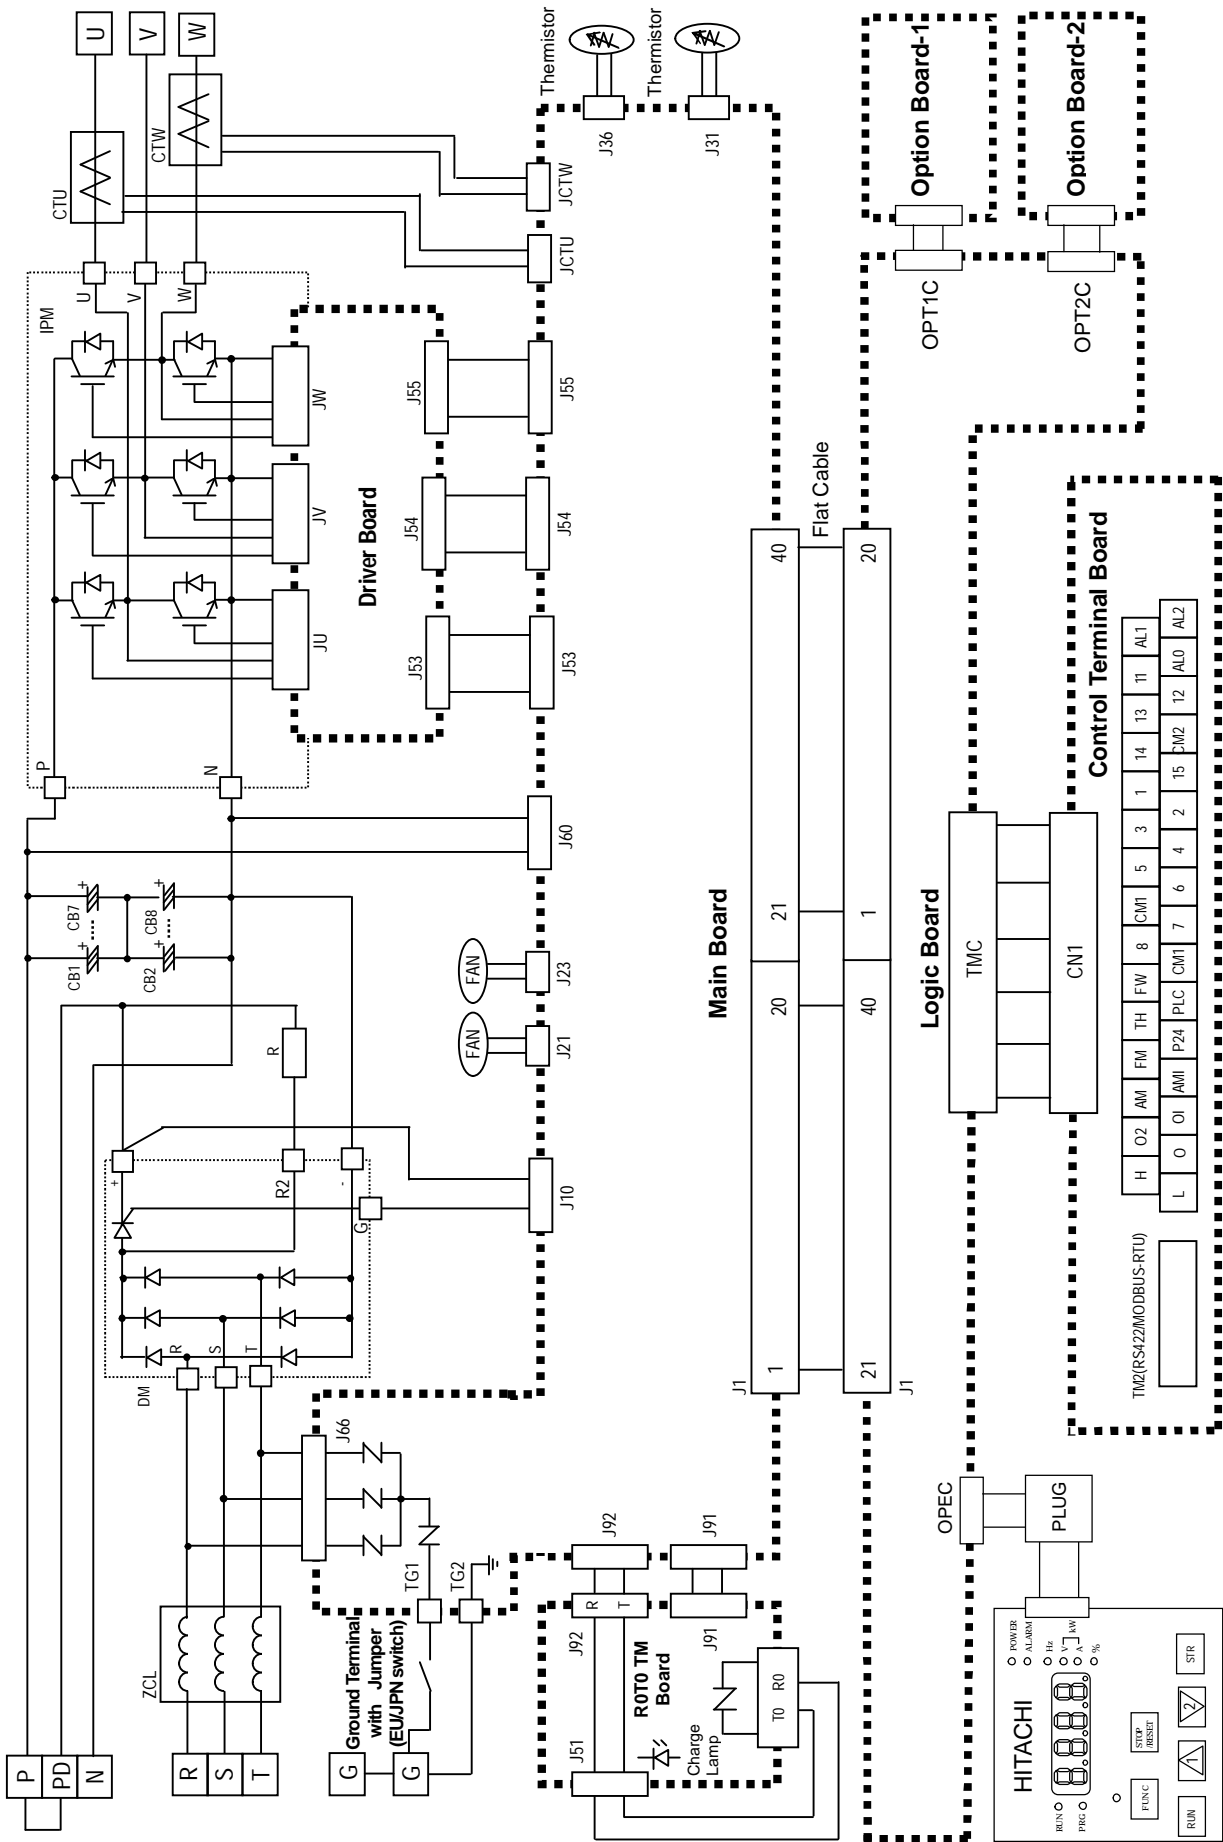 U
V
W
CTU
CTW
IPM
U
V
W
P
N
JU
JV
JW
Driver Board
J53
J54
J55
J53
J54
J55
JCTU
JCTW
Thermistor
J36
Thermistor
J31
CB1
+
CB7
+
CB2
+
CB8
+
J60
FAN
J23
FAN
J21
R
+
R2
-
G
J10
DM
R
S
T
ZCL
P
PD
N
R
S
T
J66
TG1
TG2
Ground Terminal
with Jumper
(EU/JPN switch)
G
G
J92
J91
R
T
J92
J91
R0T0 TM
Board
J51
Charge
Lamp
T0
R0
Main Board
J1
1
20
21
40
Flat Cable
21
40
1
20
J1
Logic Board
TMC
CN1
OPT1C
Option Board-1
OPT2C
Option Board-2
Control Terminal Board
H O2 AM FM TH FW 8 CM1 5 3 1 14 13 11 AL1
L O OI AMI P24 PLC CM1 7 6 4 2 15 CM2 12 AL0 AL2
TM2(RS422/MODBUS-RTU)
OPEC
PLUG
HITACHI
POWER
ALARM
Hz
V
kW
A
%
RUN
PRG
RUN
FUNC
1
STOP
/RESET
2
STR